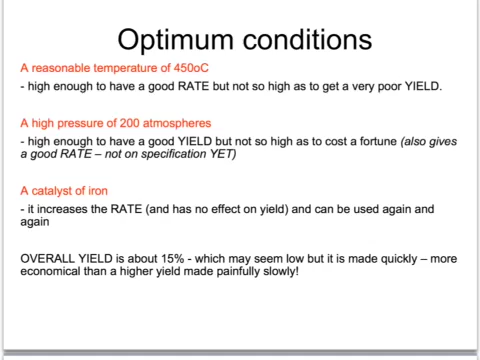 Optimum conditions
A reasonable temperature of 450oC
- high enough to have a good RATE but not so high as to get a very poor YIELD.
A high pressure of 200 atmospheres
- high enough to have a good YIELD but not so high as to cost a fortune (also gives
a good RATE – not on specification YET)
A catalyst of iron
- it increases the RATE (and has no effect on yield) and can be used again and
again
OVERALL YIELD is about 15% - which may seem low but it is made quickly – more
economical than a higher yield made painfully slowly!